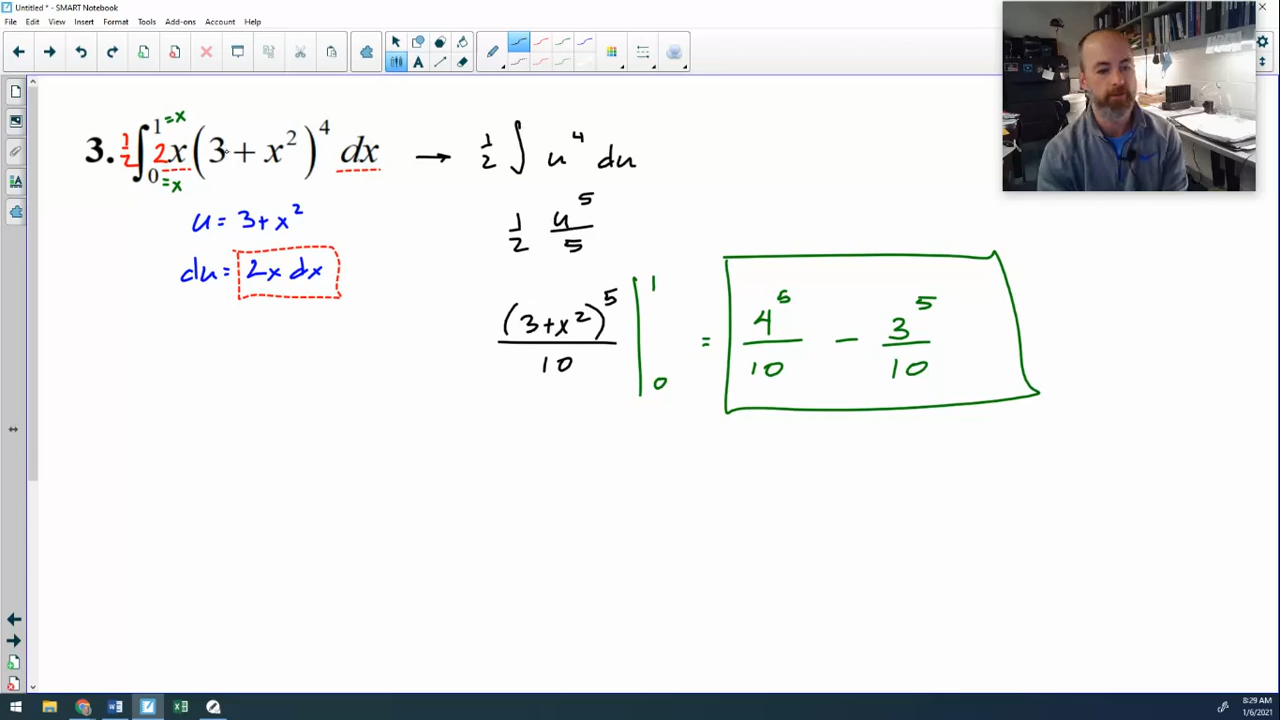 Untitled * - SMART Notebook
File Edit View Insert Format Tools Add-ons Account Help
3. 1/2 ∫₀¹ 2x(3 + x²)⁴ dx → 1/2 ∫ u⁴ du
=x
=x
u = 3 + x²
1/2 u⁵/5
du = 2x dx
(3+x²)⁵/10 |₀¹ = 4⁵/10 − 3⁵/10
8:29 AM
1/6/2021